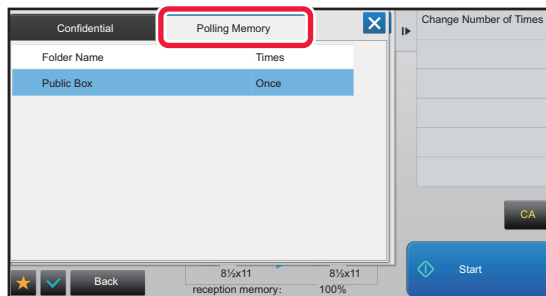 Confidential
Polling Memory
Change Number of Times
Folder Name
Times
Public Box
Once
CA
8½x11
8½x11
Start
Back
reception memory:
100%